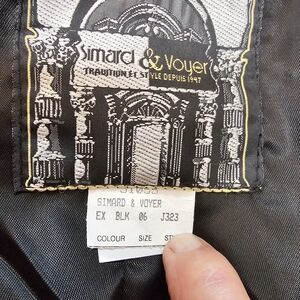 Simard & Voyer
TRADITION ET STYLE DEPUIS 1947
SIMARD & VOYER
EX BLK 06 J323
COLOUR SIZE